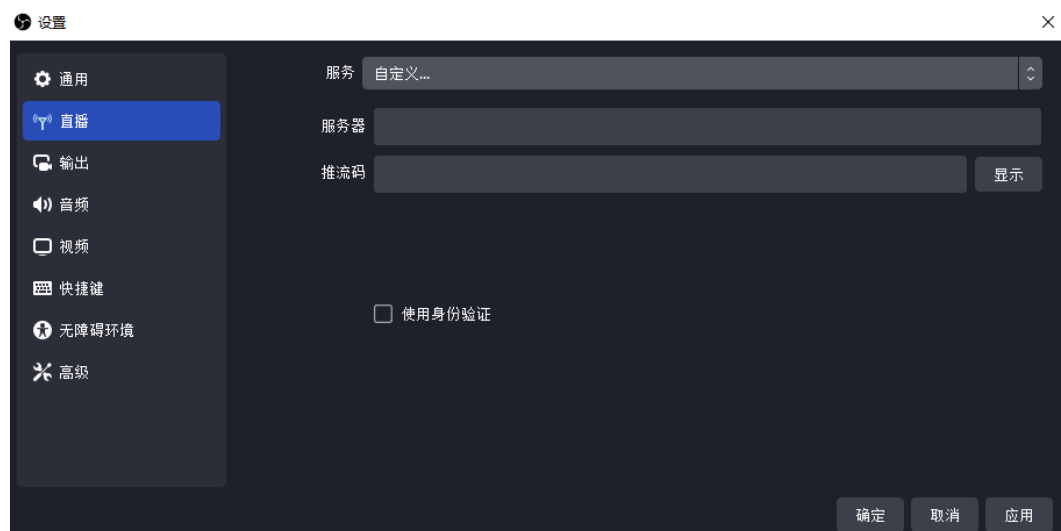 设置
通用
直播
输出
音频
视频
快捷键
无障碍环境
高级
服务 自定义...
服务器
推流码 显示
使用身份验证
确定 取消 应用